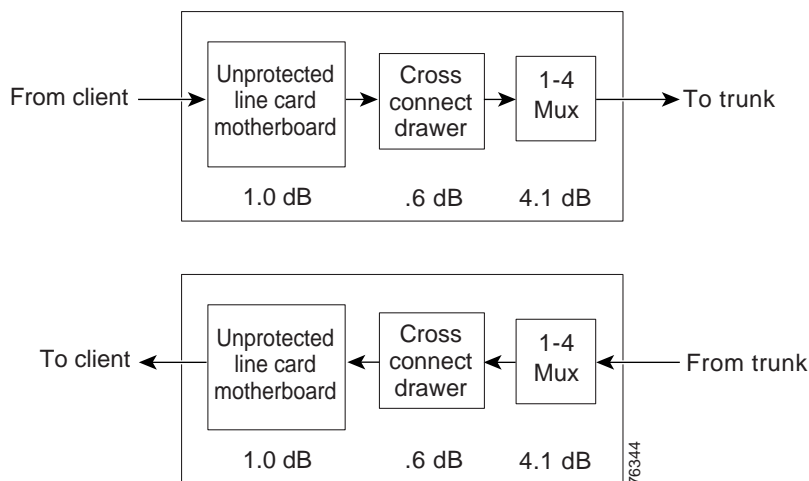 Unprotected
line card
motherboard
Cross
connect
drawer
1-4
Mux
From client
To trunk
1.0 dB
.6 dB
4.1 dB
Unprotected
line card
motherboard
Cross
connect
drawer
1-4
Mux
To client
From trunk
1.0 dB
.6 dB
4.1 dB
76344